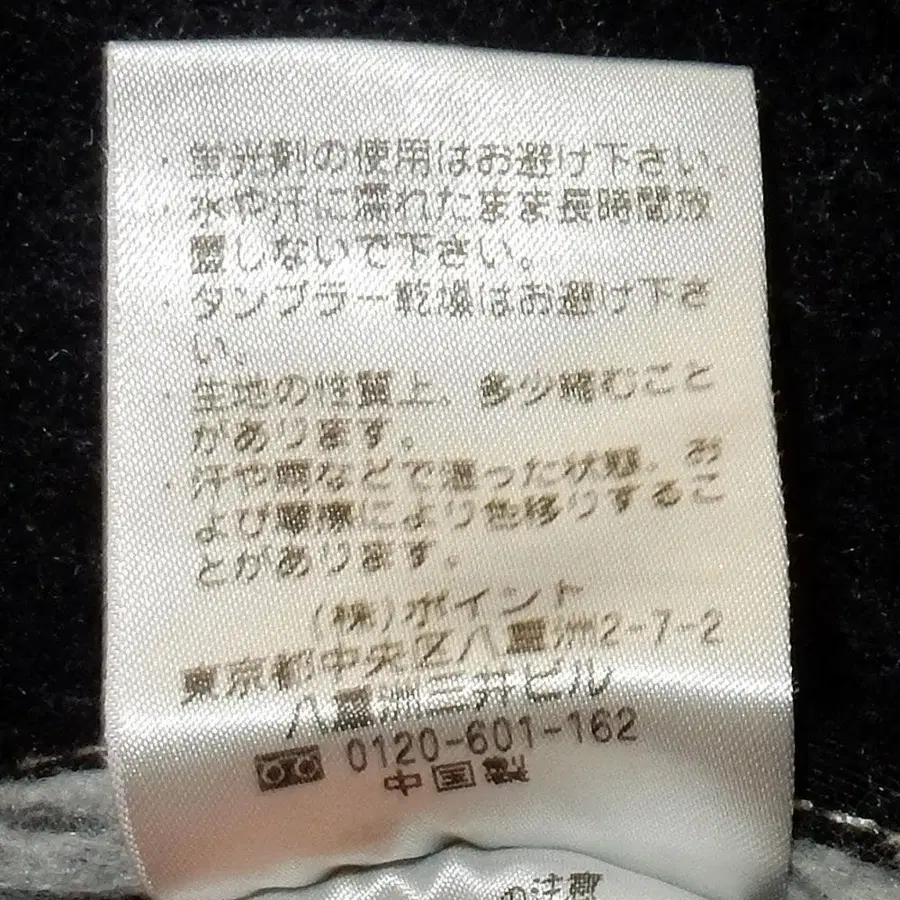 ・蛍光剤の使用はお避け下さい。
水や汗に濡れたまま長時間放
置しないで下さい。
・タンブラー乾燥はお避け下さ
い。
・生地の性質上、多少縮むこと
があります。
・汗や雨などで湿った状態、お
よび摩擦により色移りするこ
とがあります。
(株)ポイント
東京都中央区八重洲2-7-2
八重洲三井ビル
0120-601-162
中国製
の注意